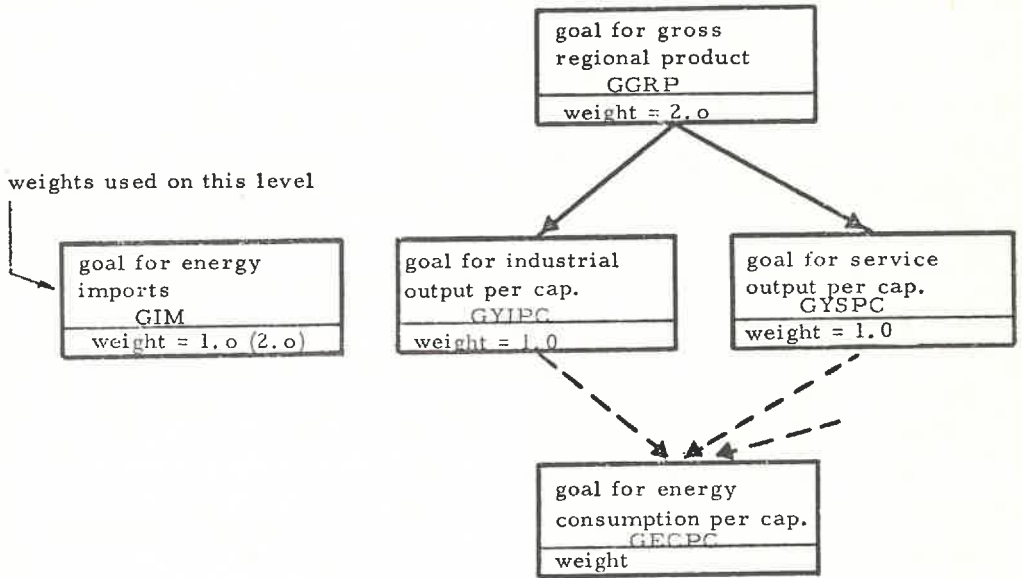 goal for gross
regional product
GGRP
weight = 2.o
weights used on this level
goal for energy
imports
GIM
weight = 1.o (2.o)
goal for industrial
output per cap.
GYIPC
weight = 1.0
goal for service
output per cap.
GYSPC
weight = 1.0
goal for energy
consumption per cap.
GECPC
weight